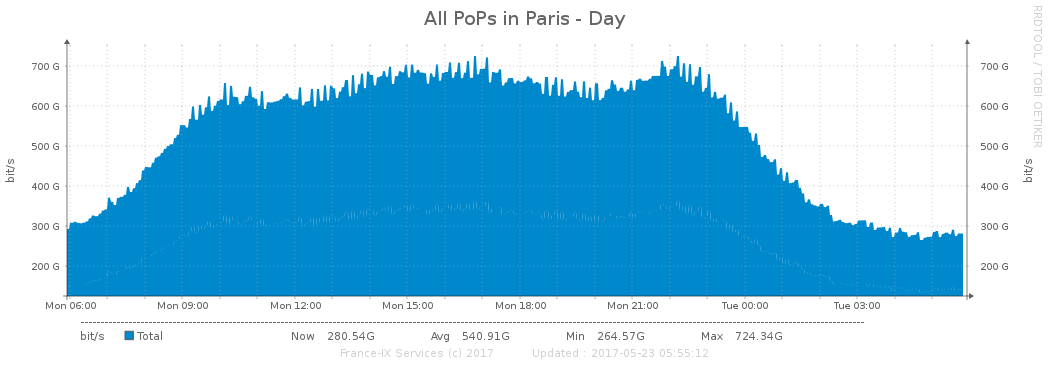 All PoPs in Paris - Day
RRDTOOL / TOBI OETIKER
bit/s
700 G
600 G
500 G
400 G
300 G
200 G
700 G
600 G
500 G
400 G
300 G
200 G
bit/s
Mon 06:00 Mon 09:00 Mon 12:00 Mon 15:00 Mon 18:00 Mon 21:00 Tue 00:00 Tue 03:00
bit/s Total Now 280.54G Avg 540.91G Min 264.57G Max 724.34G
France-IX Services (c) 2017 Updated : 2017-05-23 05:55:12